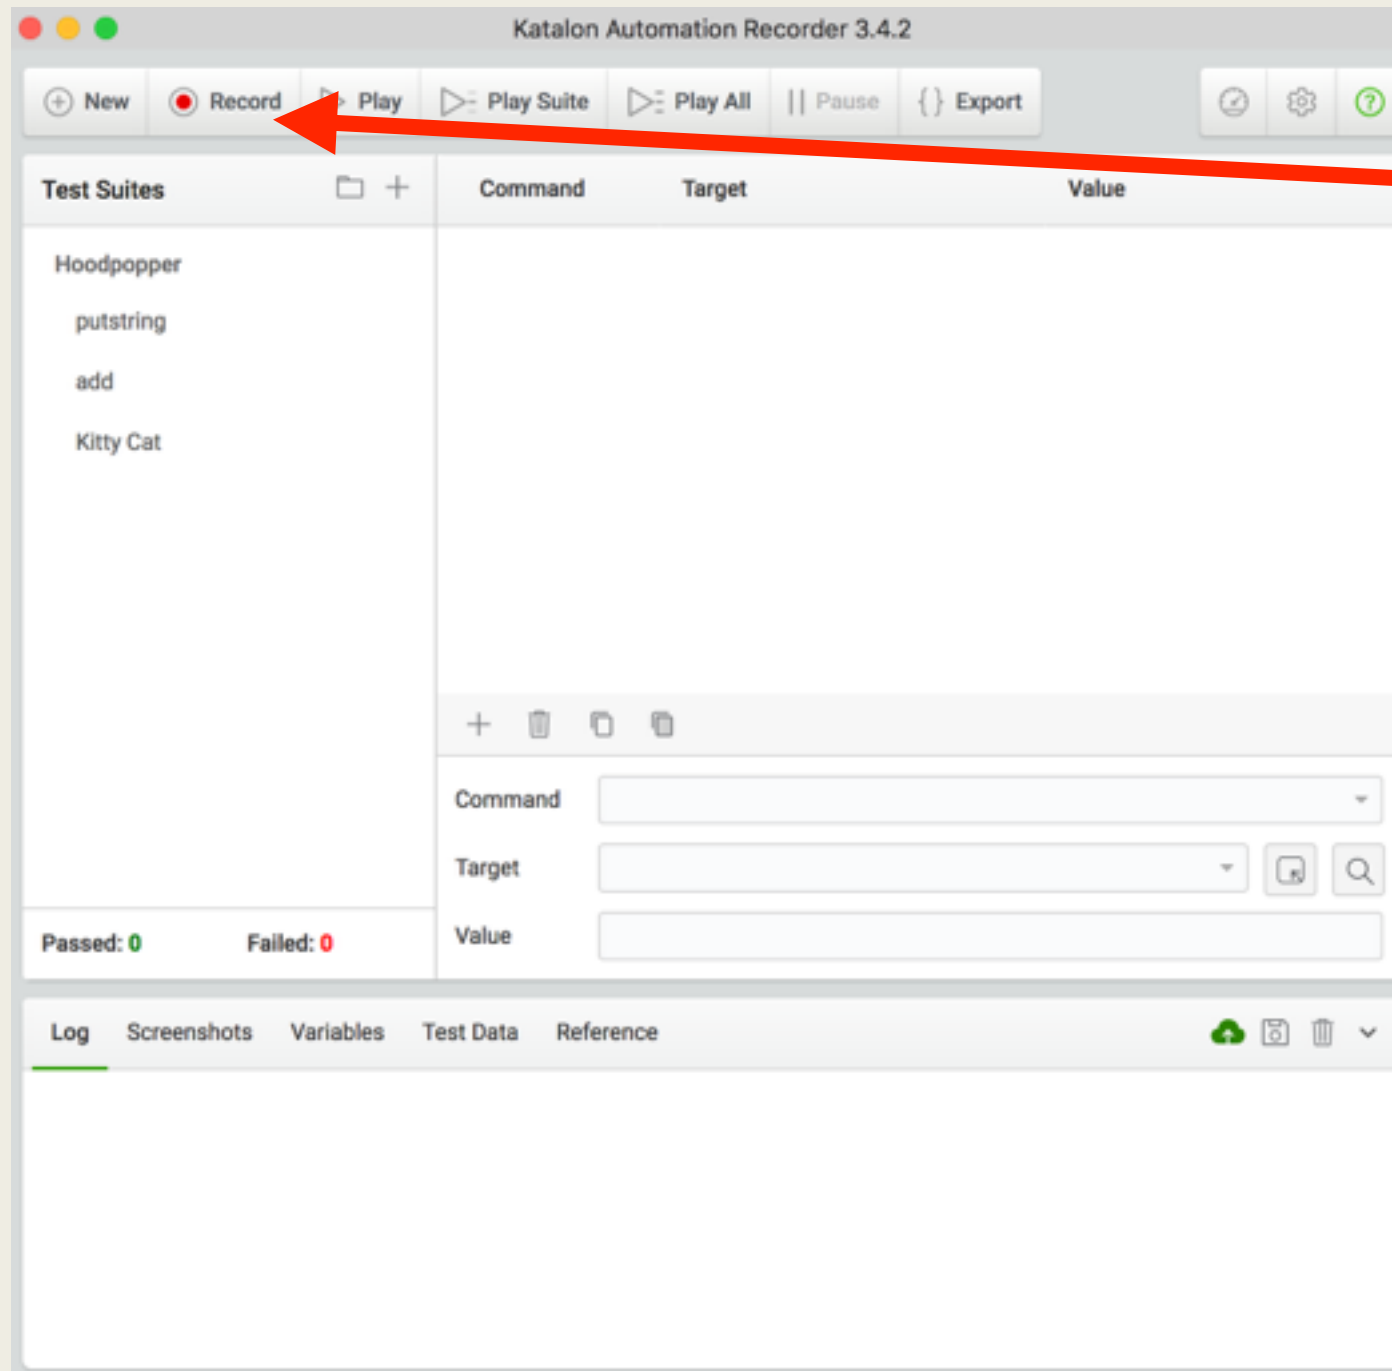 Katalon Automation Recorder 3.4.2
New Record Play Play Suite Play All Pause { } Export
Test Suites
Command Target Value
Hoodpopper
putstring
add
Kitty Cat
Command
Target
Value
Passed: 0 Failed: 0
Log Screenshots Variables Test Data Reference